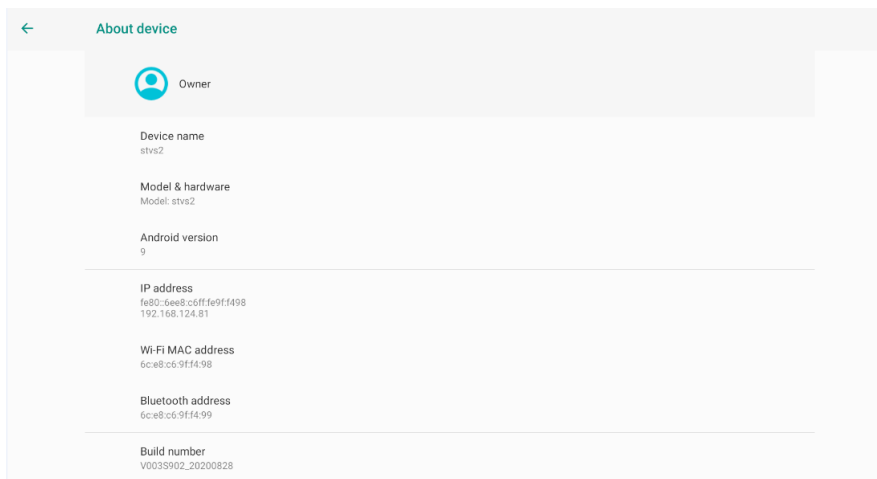 About device
Owner
Device name
stvs2
Model & hardware
Model: stvs2
Android version
9
IP address
fe80::6ee8:c6ff:fe9f:f498
192.168.124.81
Wi-Fi MAC address
6c:e8:c6:9f:f4:98
Bluetooth address
6c:e8:c6:9f:f4:99
Build number
V003S902_20200828